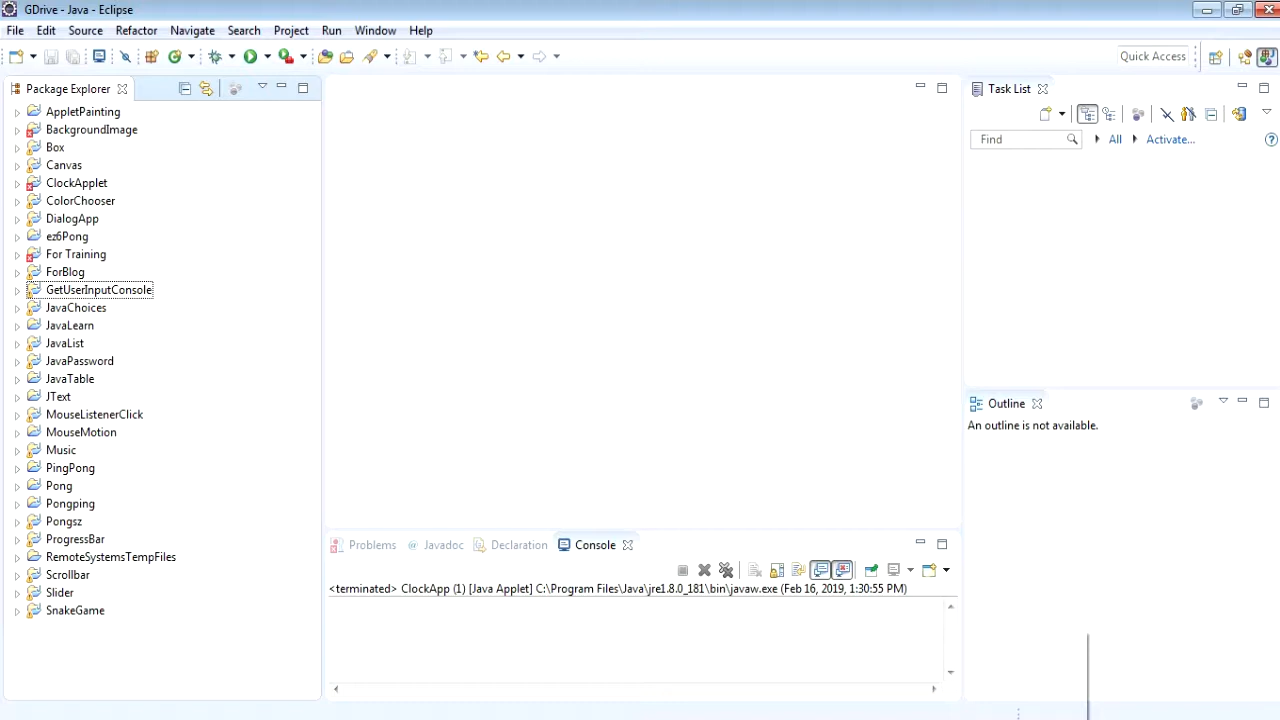 GDrive - Java - Eclipse
File Edit Source Refactor Navigate Search Project Run Window Help
Quick Access
Package Explorer
AppletPainting
BackgroundImage
Box
Canvas
ClockApplet
ColorChooser
DialogApp
ez6Pong
For Training
ForBlog
GetUserInputConsole
JavaChoices
JavaLearn
JavaList
JavaPassword
JavaTable
JText
MouseListenerClick
MouseMotion
Music
PingPong
Pong
Pongping
Pongsz
ProgressBar
RemoteSystemsTempFiles
Scrollbar
Slider
SnakeGame
Problems @ Javadoc Declaration Console
<terminated> ClockApp (1) [Java Applet] C:\Program Files\Java\jre1.8.0_181\bin\javaw.exe (Feb 16, 2019, 1:30:55 PM)
Task List
Find All Activate...
Outline
An outline is not available.